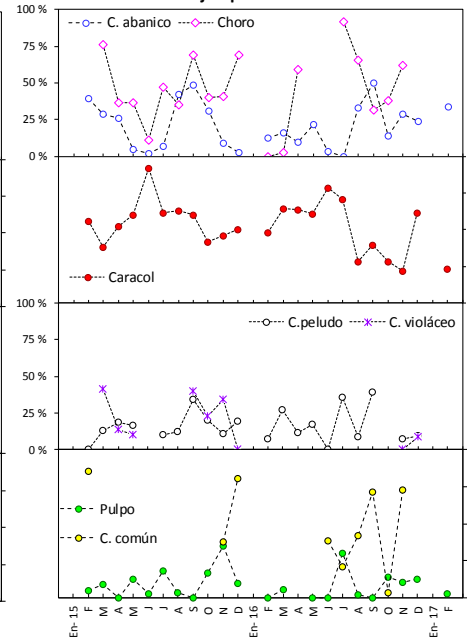 100 %
C. abanico
Choro
75 %
50 %
25 %
0 %
Caracol
100 %
C.peludo
C. violáceo
75 %
50 %
25 %
0 %
Pulpo
C. común
En- 15 F M A M J J A S O N D En- 16 F M A M J J A S O N D En- 17 F